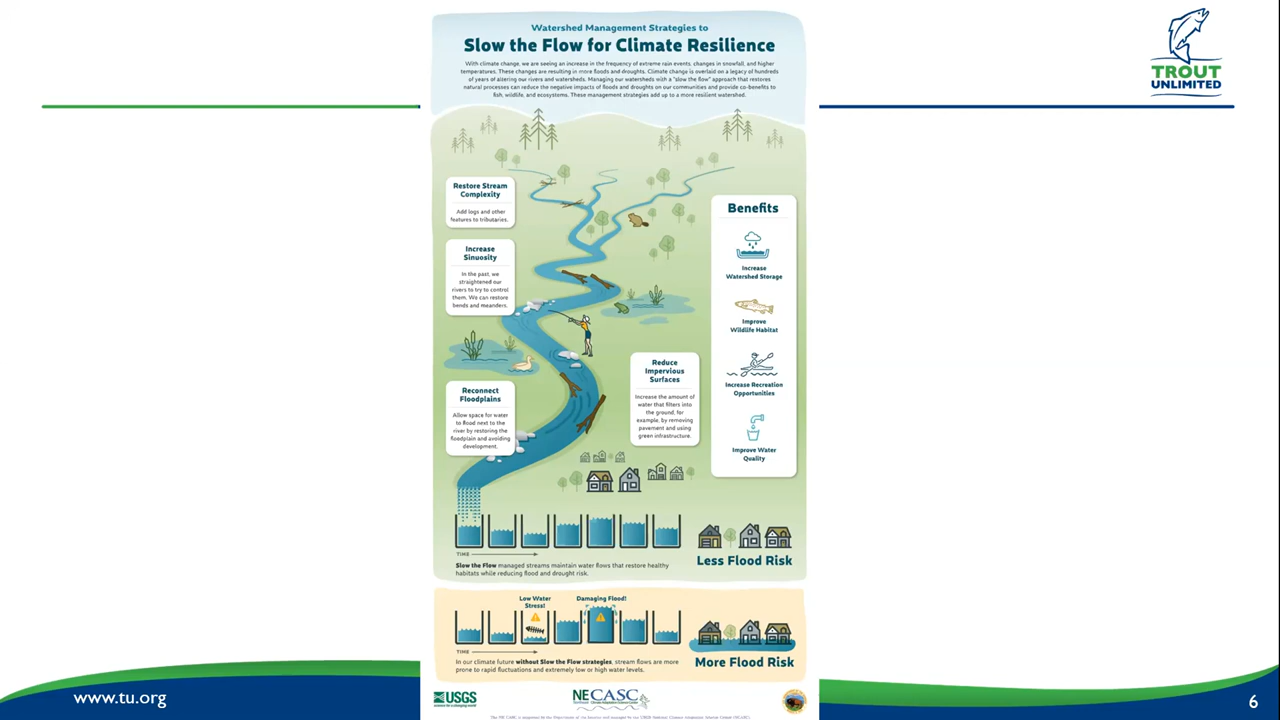 Watershed Management Strategies to
Slow the Flow for Climate Resilience
With climate change, we are seeing an increase in the frequency of extreme rain events, changes in snowfall, and higher
temperatures. These changes are resulting in more floods and droughts. Climate change is overlaid on a legacy of hundreds
of years of altering our rivers and watersheds. Managing our watersheds with a "slow the flow" approach that restores
natural processes can reduce the negative impacts of floods and droughts on our communities and provide co-benefits to
fish, wildlife, and ecosystems. These management strategies add up to a more resilient watershed.
TROUT
UNLIMITED
Restore Stream
Complexity
Add logs and other
features to tributaries.
Increase
Sinuosity
In the past, we
straightened our
rivers to try to control
them. We can restore
bends and meanders.
Reconnect
Floodplains
Allow space for water
to flood next to the
river by restoring the
floodplain and avoiding
development.
Reduce
Impervious
Surfaces
Increase the amount of
water that filters into
the ground, for
example, by removing
pavement and using
green infrastructure.
Benefits
Increase
Watershed Storage
Improve
Wildlife Habitat
Increase Recreation
Opportunities
Improve Water
Quality
TIME
Slow the Flow managed streams maintain water flows that restore healthy
habitats while reducing flood and drought risk.
Less Flood Risk
Low Water
Stress!
Damaging Flood!
TIME
In our climate future without Slow the Flow strategies, stream flows are more
prone to rapid fluctuations and extremely low or high water levels.
More Flood Risk
USGS
science for a changing world
NE CASC
Climate Adaptation Science Center
www.tu.org
6